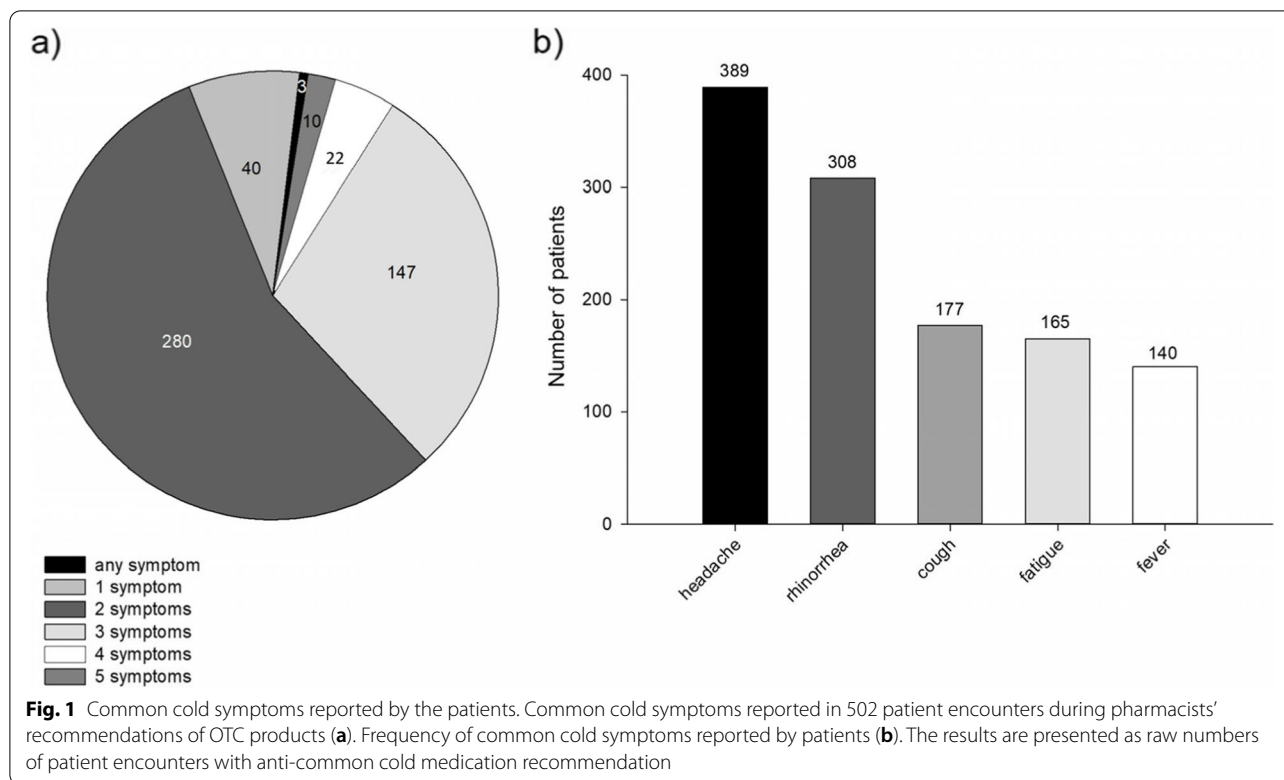 a)
3
10
22
40
147
280
any symptom
1 symptom
2 symptoms
3 symptoms
4 symptoms
5 symptoms
b)
Number of patients
400
300
200
100
0
389
308
177
165
140
headache
rhinorrhea
cough
fatigue
fever
Fig. 1 Common cold symptoms reported by the patients. Common cold symptoms reported in 502 patient encounters during pharmacists'
recommendations of OTC products (a). Frequency of common cold symptoms reported by patients (b). The results are presented as raw numbers
of patient encounters with anti-common cold medication recommendation